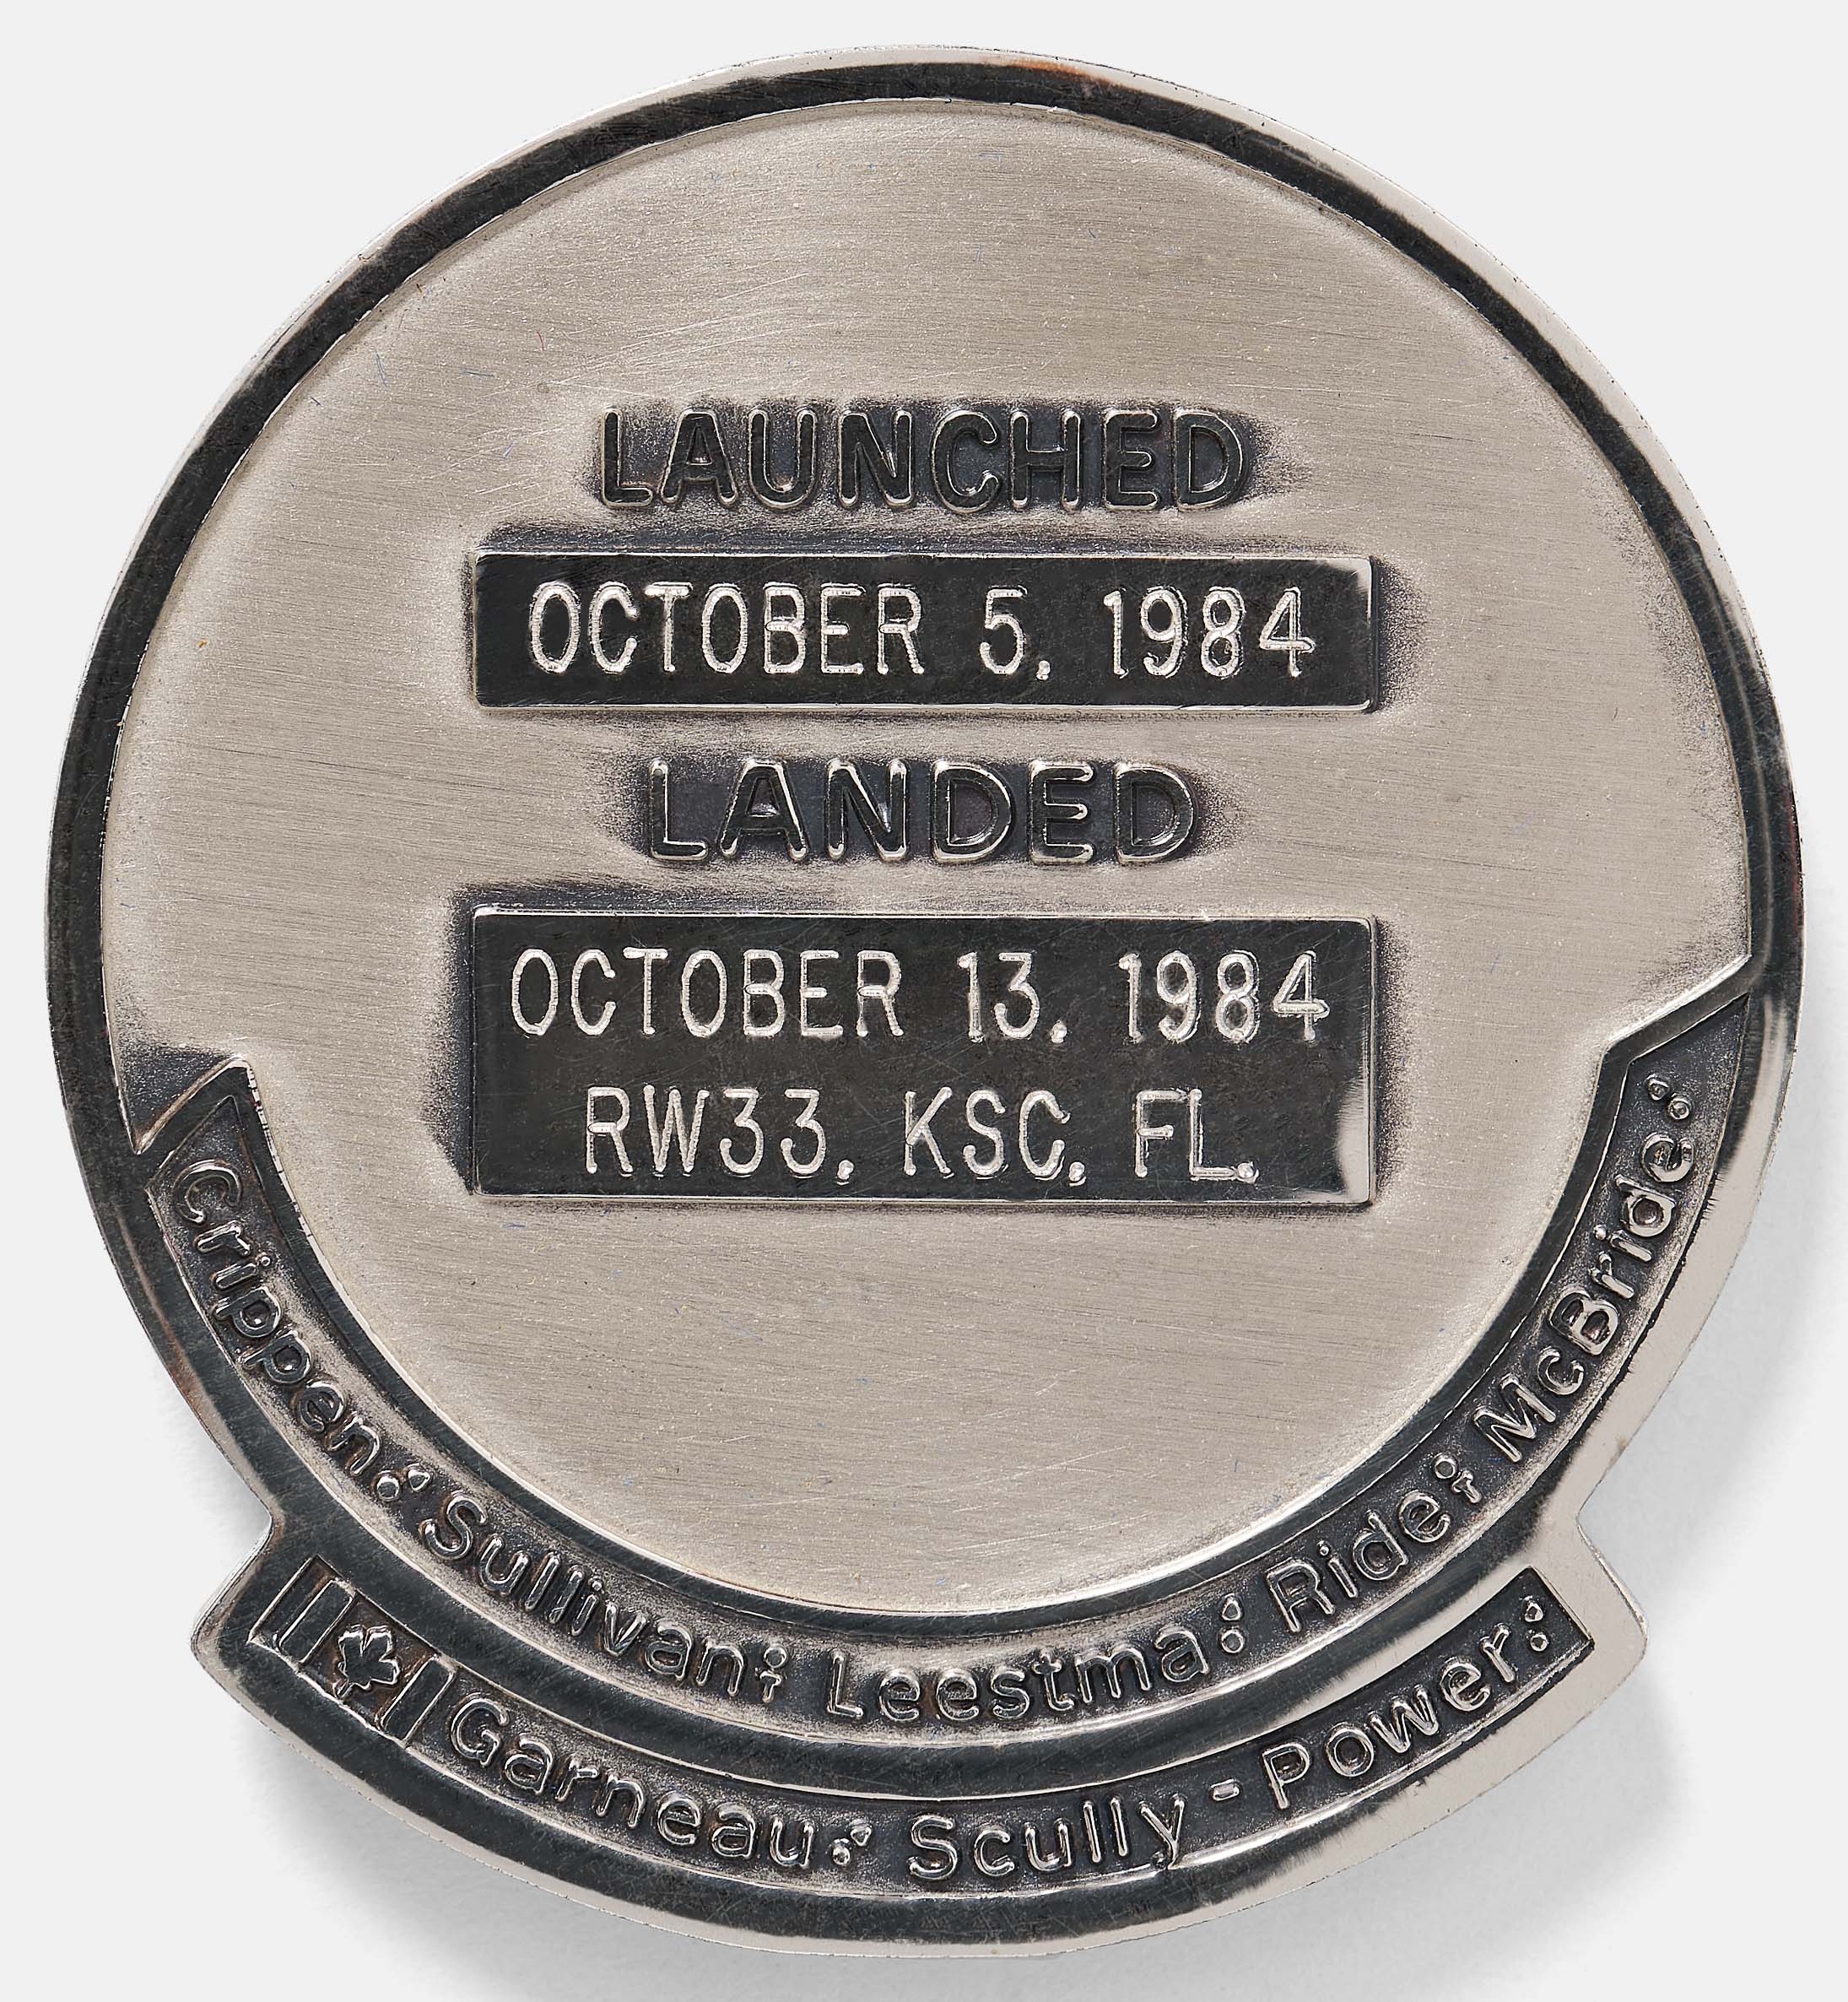 LAUNCHED
OCTOBER 5, 1984
LANDED
OCTOBER 13, 1984
RW33, KSC, FL.
Crippen Sullivan Leestma Ride McBride
Garneau Scully-Power